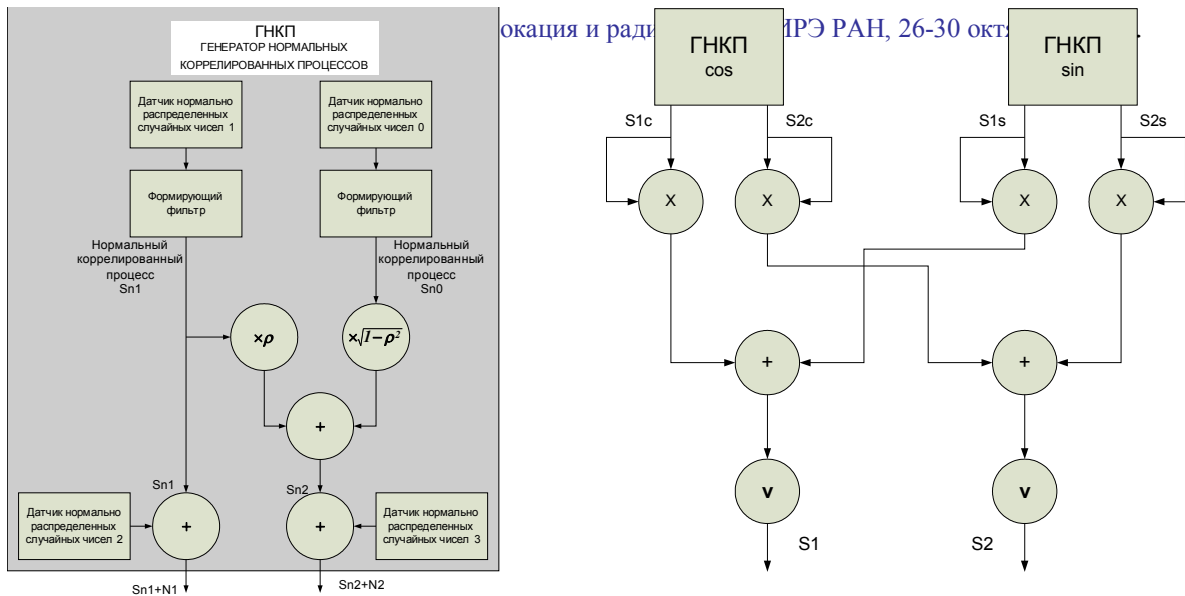 окация и ради
ИРЭ РАН, 26-30 октя
ГНКП
ГЕНЕРАТОР НОРМАЛЬНЫХ
КОРРЕЛИРОВАННЫХ ПРОЦЕССОВ
Датчик нормально
распределенных
случайных чисел 1
Датчик нормально
распределенных
случайных чисел 0
Формирующий
фильтр
Формирующий
фильтр
Нормальный
коррелированный
процесс
Sn1
Нормальный
коррелированный
процесс
Sn0
×ρ
×√1−ρ²
+
Sn1
Sn2
Датчик нормально
распределенных
случайных чисел 2
+
+
Датчик нормально
распределенных
случайных чисел 3
Sn1+N1
Sn2+N2
ГНКП
cos
ГНКП
sin
S1c
S2c
S1s
S2s
X
X
X
X
+
+
v
v
S1
S2